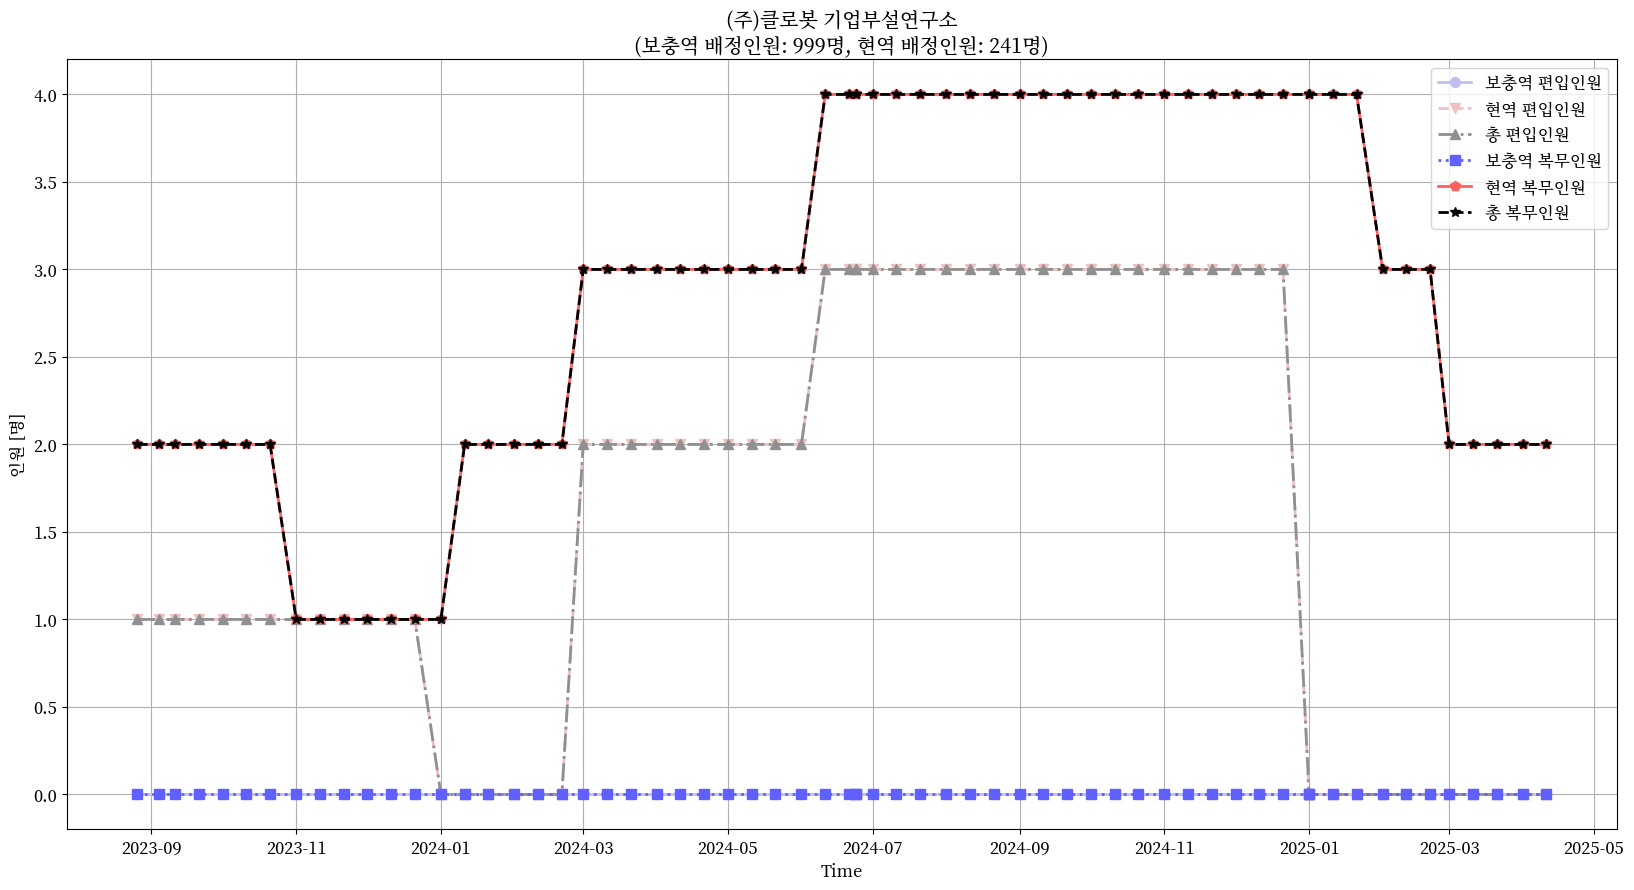 (주)클로봇 기업부설연구소
(보충역 배정인원: 999명, 현역 배정인원: 241명)
보충역 편입인원
현역 편입인원
총 편입인원
보충역 복무인원
현역 복무인원
총 복무인원
인원 [명]
4.0
3.5
3.0
2.5
2.0
1.5
1.0
0.5
0.0
2023-09
2023-11
2024-01
2024-03
2024-05
2024-07
2024-09
2024-11
2025-01
2025-03
2025-05
Time